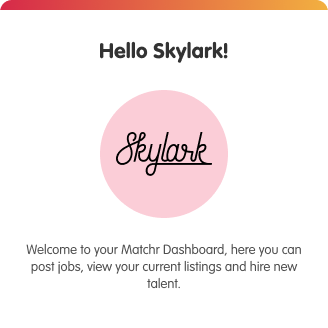 Hello Skylark!
Skylark
Welcome to your Matchr Dashboard, here you can
post jobs, view your current listings and hire new
talent.